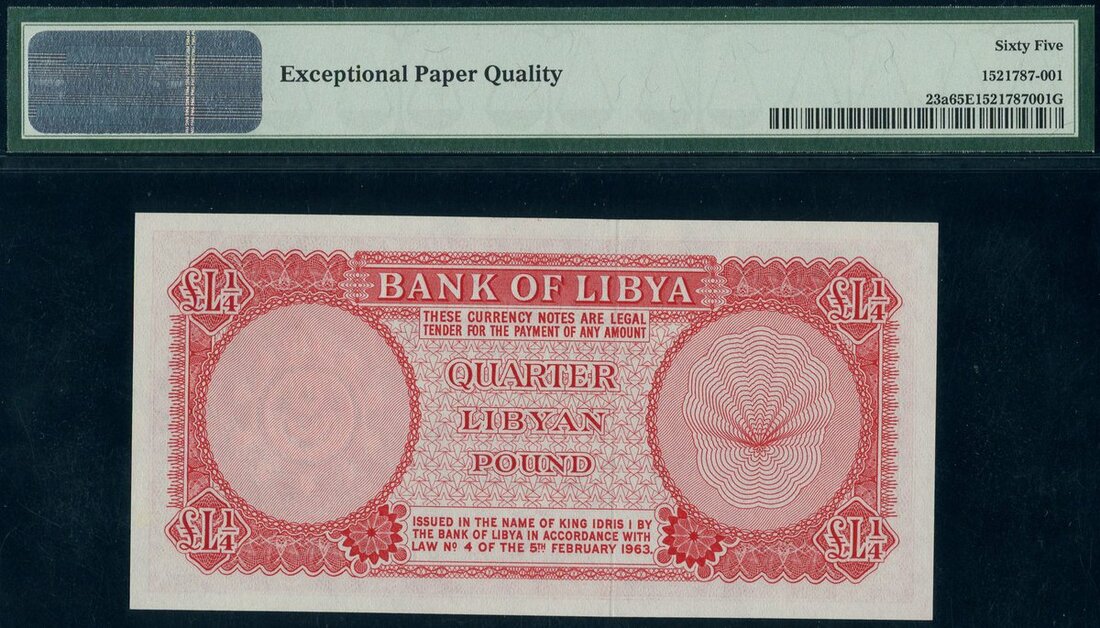 Exceptional Paper Quality
Sixty Five
1521787-001
23a65E1521787001G
£L1/4
BANK OF LIBYA
£L1/4
THESE CURRENCY NOTES ARE LEGAL
TENDER FOR THE PAYMENT OF ANY AMOUNT
QUARTER
LIBYAN
POUND
£L1/4
ISSUED IN THE NAME OF KING IDRIS I BY
THE BANK OF LIBYA IN ACCORDANCE WITH
LAW Nº 4 OF THE 5TH FEBRUARY 1963.
£L1/4